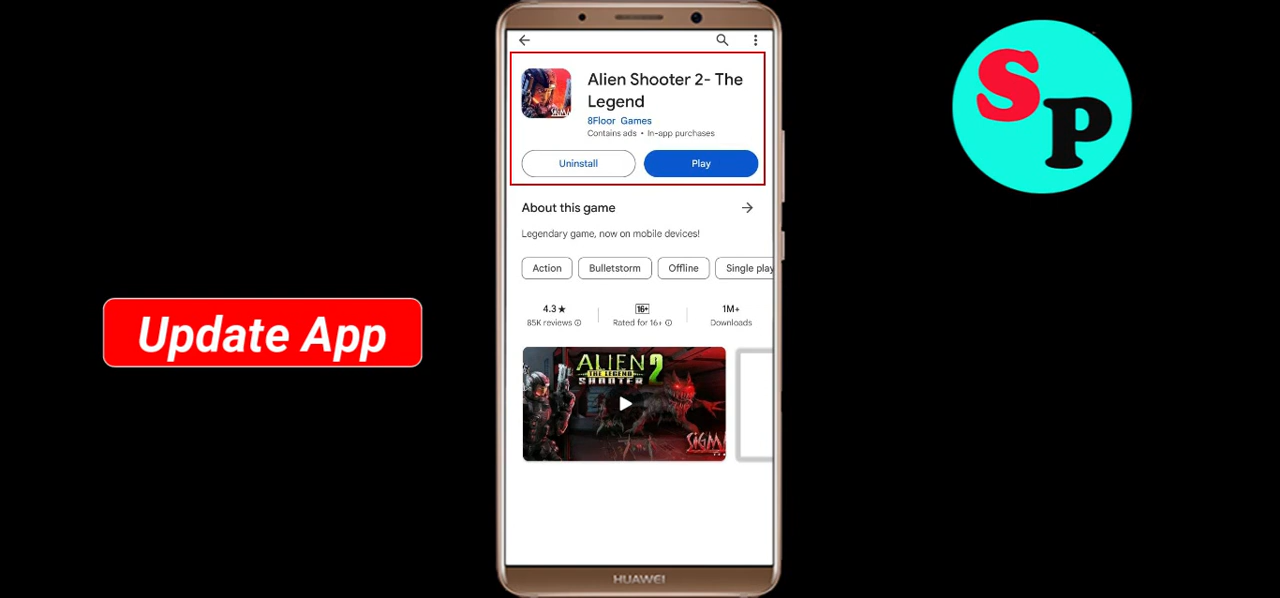 Alien Shooter 2- The
Legend
8Floor Games
Contains ads • In-app purchases
Uninstall
Play
About this game
Legendary game, now on mobile devices!
Action
Bulletstorm
Offline
Single play
4.3★
16+
1M+
85K reviews
Rated for 16+
Downloads
ALIEN 2
THE LEGEND
SHOOTER
SIGM
HUAWEI
Update App
SP